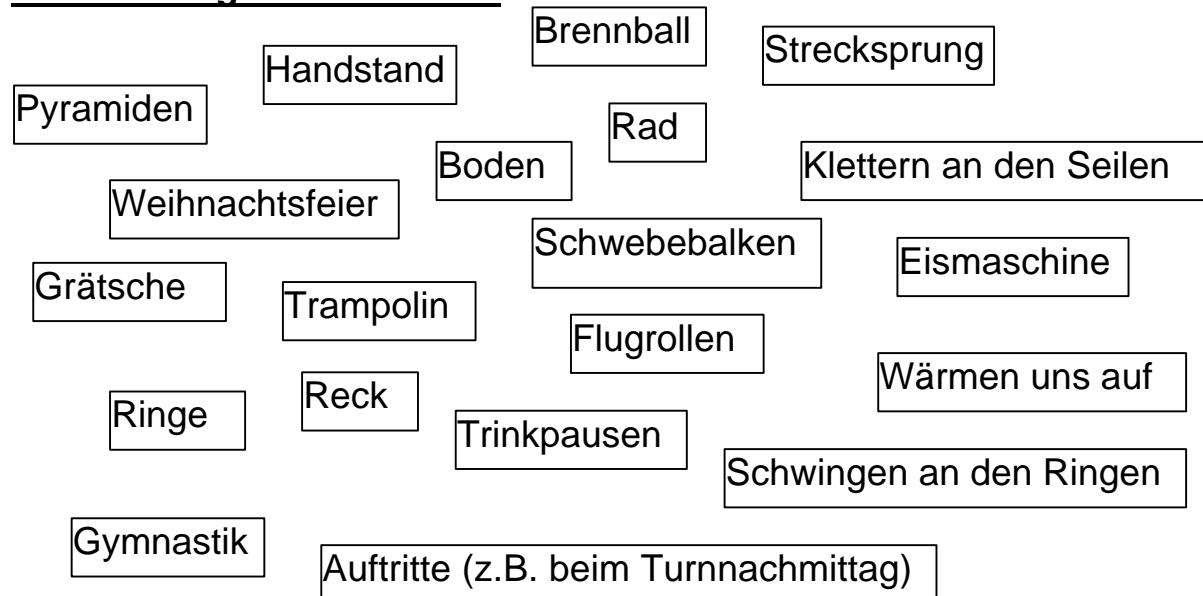 Brennball
Strecksprung
Handstand
Pyramiden
Rad
Boden
Klettern an den Seilen
Weihnachtsfeier
Schwebebalken
Eismaschine
Grätsche
Trampolin
Flugrollen
Wärmen uns auf
Reck
Ringe
Trinkpausen
Schwingen an den Ringen
Gymnastik
Auftritte (z.B. beim Turnnachmittag)